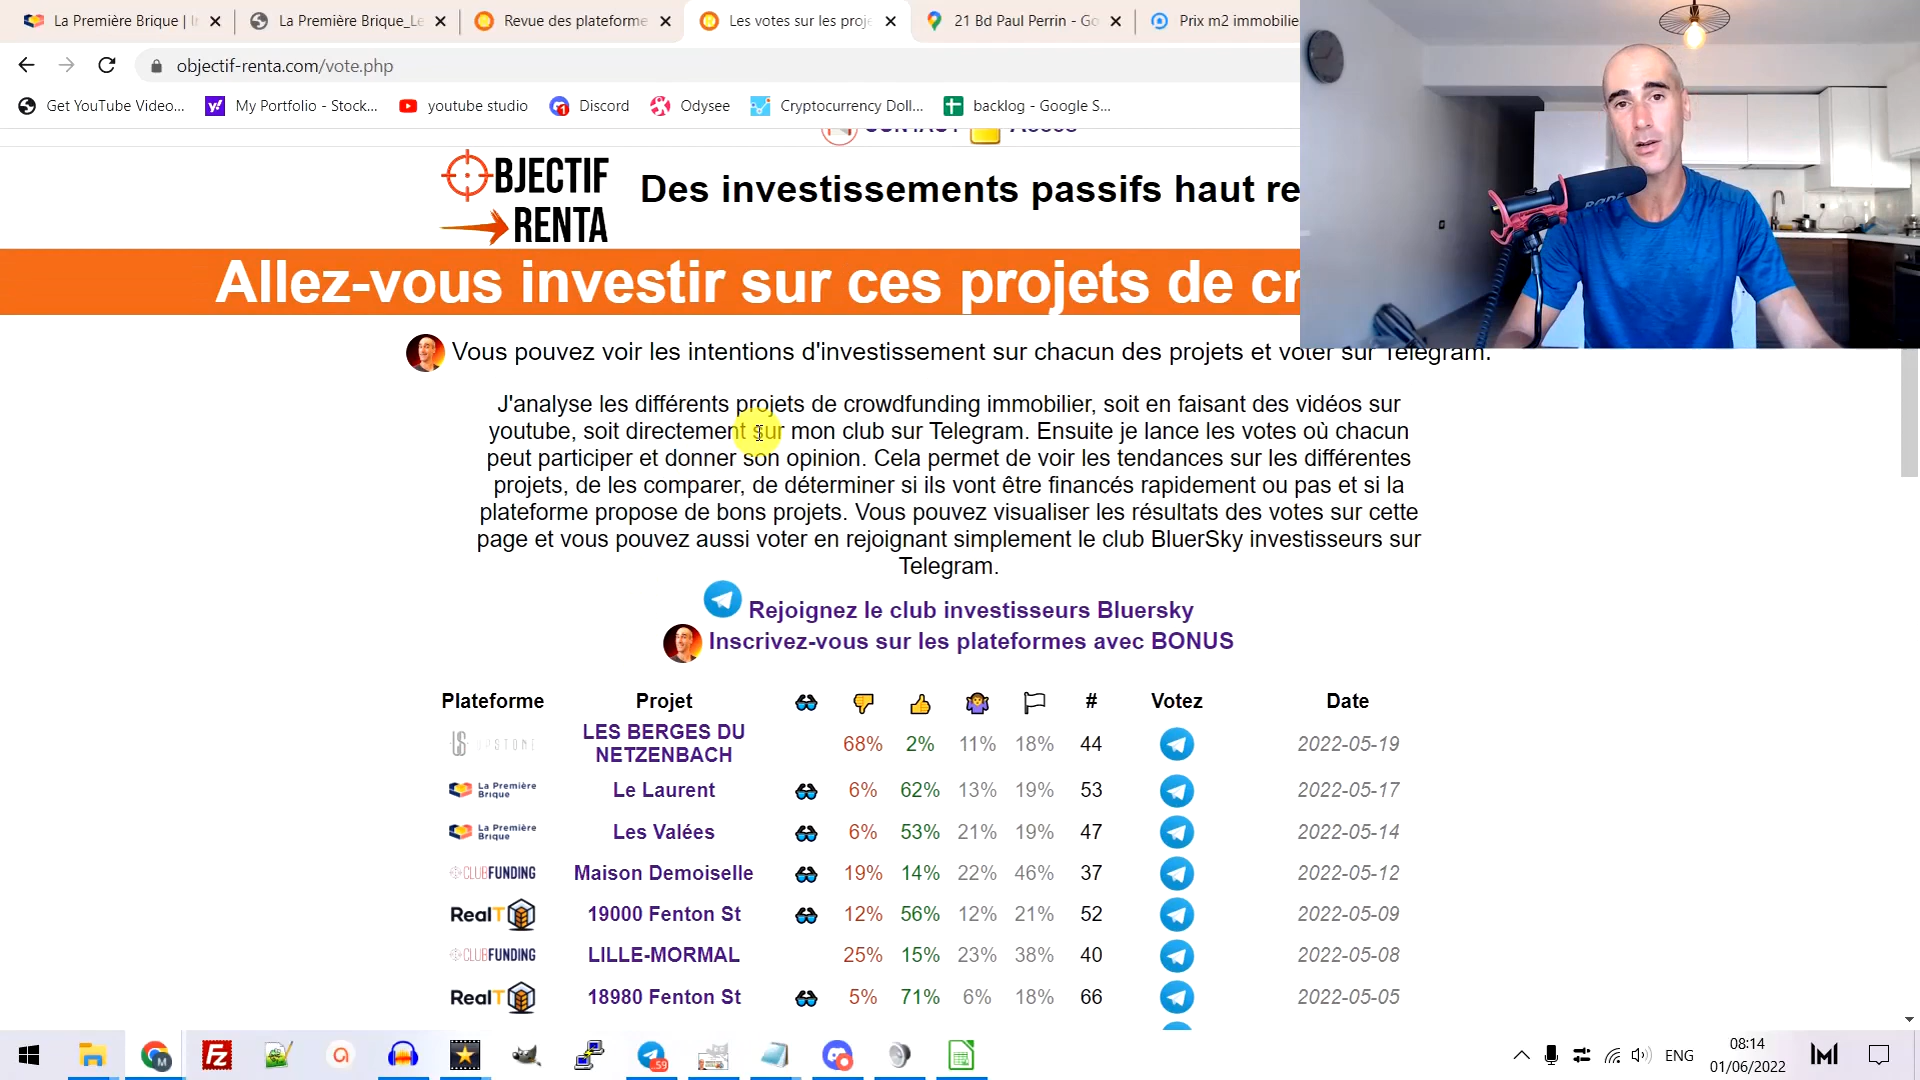 La Première Brique | I
La Première Brique_Le
Revue des plateforme
Les votes sur les proje
21 Bd Paul Perrin - Go
Prix m2 immobilie
objectif-renta.com/vote.php
Get YouTube Video...
My Portfolio - Stock...
youtube studio
Discord
Odysee
Cryptocurrency Doll...
backlog - Google S...
BJECTIF
RENTA
Des investissements passifs haut re
Allez-vous investir sur ces projets de cr
Vous pouvez voir les intentions d'investissement sur chacun des projets et voter sur Telegram.
J'analyse les différents projets de crowdfunding immobilier, soit en faisant des vidéos sur
youtube, soit directement sur mon club sur Telegram. Ensuite je lance les votes où chacun
peut participer et donner son opinion. Cela permet de voir les tendances sur les différentes
projets, de les comparer, de déterminer si ils vont être financés rapidement ou pas et si la
plateforme propose de bons projets. Vous pouvez visualiser les résultats des votes sur cette
page et vous pouvez aussi voter en rejoignant simplement le club BluerSky investisseurs sur
Telegram.
Rejoignez le club investisseurs Bluersky
Inscrivez-vous sur les plateformes avec BONUS
Plateforme Projet # Votez Date
UPSTONE LES BERGES DU NETZENBACH 68% 2% 11% 18% 44 2022-05-19
La Première Brique Le Laurent 6% 62% 13% 19% 53 2022-05-17
La Première Brique Les Valées 6% 53% 21% 19% 47 2022-05-14
CLUBFUNDING Maison Demoiselle 19% 14% 22% 46% 37 2022-05-12
RealT 19000 Fenton St 12% 56% 12% 21% 52 2022-05-09
CLUBFUNDING LILLE-MORMAL 25% 15% 23% 38% 40 2022-05-08
RealT 18980 Fenton St 5% 71% 6% 18% 66 2022-05-05
RODE
59
ENG
08:14
01/06/2022